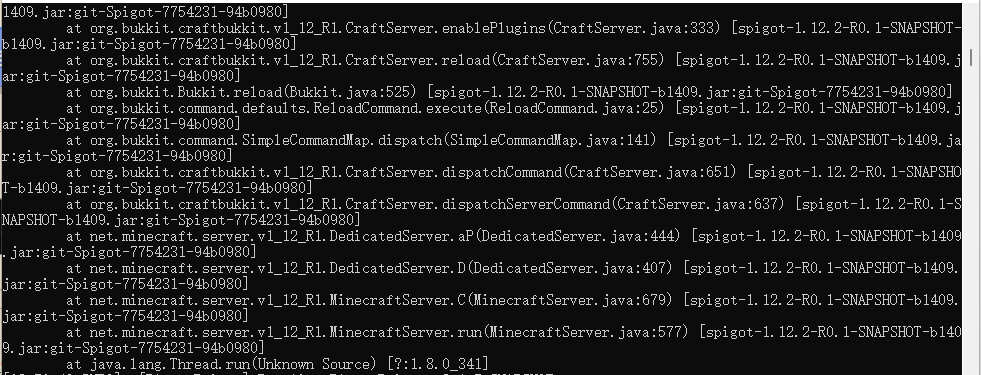 1409.jar:git-Spigot-7754231-94b0980]
at org.bukkit.craftbukkit.v1_12_R1.CraftServer.enablePlugins(CraftServer.java:333) [spigot-1.12.2-R0.1-SNAPSHOT-
b1409.jar:git-Spigot-7754231-94b0980]
at org.bukkit.craftbukkit.v1_12_R1.CraftServer.reload(CraftServer.java:755) [spigot-1.12.2-R0.1-SNAPSHOT-b1409.j
ar:git-Spigot-7754231-94b0980]
at org.bukkit.Bukkit.reload(Bukkit.java:525) [spigot-1.12.2-R0.1-SNAPSHOT-b1409.jar:git-Spigot-7754231-94b0980]
at org.bukkit.command.defaults.ReloadCommand.execute(ReloadCommand.java:25) [spigot-1.12.2-R0.1-SNAPSHOT-b1409.j
ar:git-Spigot-7754231-94b0980]
at org.bukkit.command.SimpleCommandMap.dispatch(SimpleCommandMap.java:141) [spigot-1.12.2-R0.1-SNAPSHOT-b1409.ja
r:git-Spigot-7754231-94b0980]
at org.bukkit.craftbukkit.v1_12_R1.CraftServer.dispatchCommand(CraftServer.java:651) [spigot-1.12.2-R0.1-SNAPSHO
T-b1409.jar:git-Spigot-7754231-94b0980]
at org.bukkit.craftbukkit.v1_12_R1.CraftServer.dispatchServerCommand(CraftServer.java:637) [spigot-1.12.2-R0.1-S
NAPSHOT-b1409.jar:git-Spigot-7754231-94b0980]
at net.minecraft.server.v1_12_R1.DedicatedServer.aP(DedicatedServer.java:444) [spigot-1.12.2-R0.1-SNAPSHOT-b1409
.jar:git-Spigot-7754231-94b0980]
at net.minecraft.server.v1_12_R1.DedicatedServer.D(DedicatedServer.java:407) [spigot-1.12.2-R0.1-SNAPSHOT-b1409.
jar:git-Spigot-7754231-94b0980]
at net.minecraft.server.v1_12_R1.MinecraftServer.C(MinecraftServer.java:679) [spigot-1.12.2-R0.1-SNAPSHOT-b1409.
jar:git-Spigot-7754231-94b0980]
at net.minecraft.server.v1_12_R1.MinecraftServer.run(MinecraftServer.java:577) [spigot-1.12.2-R0.1-SNAPSHOT-b140
9.jar:git-Spigot-7754231-94b0980]
at java.lang.Thread.run(Unknown Source) [?:1.8.0_341]